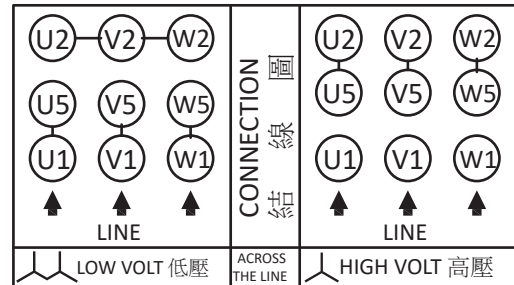 U2 V2 W2
U5 V5 W5
U1 V1 W1
LINE
LOW VOLT 低壓
CONNECTION
結線圖
ACROSS
THE LINE
U2 V2 W2
U5 V5 W5
U1 V1 W1
LINE
HIGH VOLT 高壓